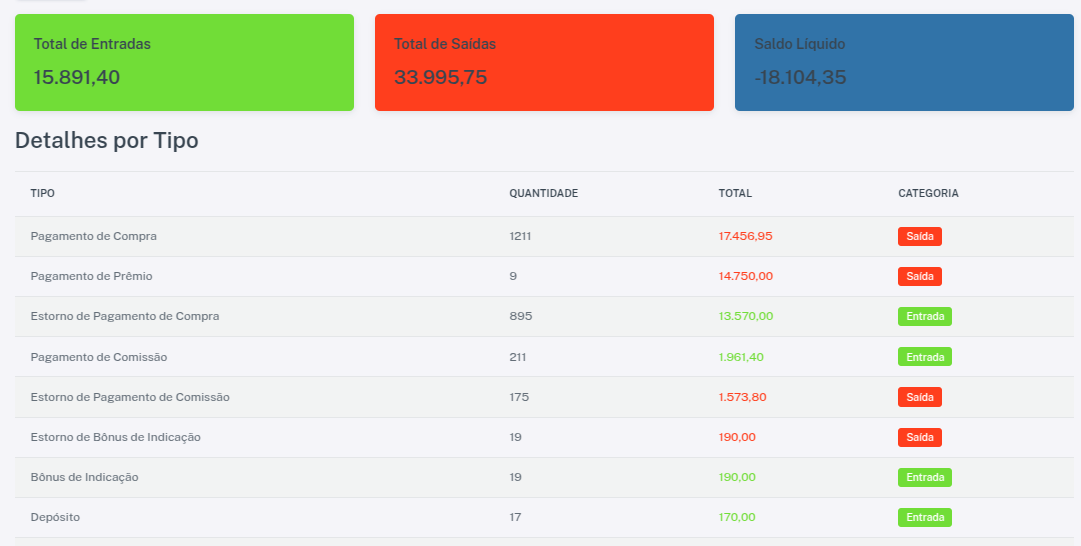 Total de Entradas
15.891,40
Total de Saídas
33.995,75
Saldo Líquido
-18.104,35
Detalhes por Tipo
TIPO QUANTIDADE TOTAL CATEGORIA
Pagamento de Compra 1211 17.456,95 Saída
Pagamento de Prêmio 9 14.750,00 Saída
Estorno de Pagamento de Compra 895 13.570,00 Entrada
Pagamento de Comissão 211 1.961,40 Entrada
Estorno de Pagamento de Comissão 175 1.573,80 Saída
Estorno de Bônus de Indicação 19 190,00 Saída
Bônus de Indicação 19 190,00 Entrada
Depósito 17 170,00 Entrada